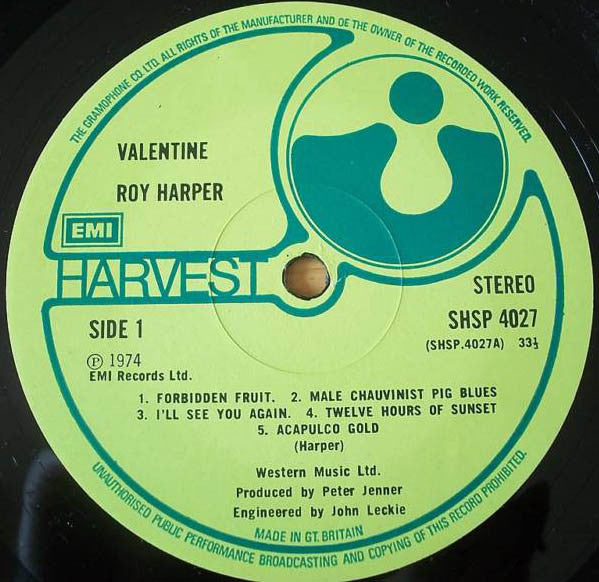 THE GRAMOPHONE CO. LTD. ALL RIGHTS OF THE MANUFACTURER AND OF THE OWNER OF THE RECORDED WORK RESERVED.
VALENTINE
ROY HARPER
EMI
HARVEST
STEREO
SIDE 1
SHSP 4027
(SHSP.4027A) 33⅓
Ⓟ 1974
EMI Records Ltd.
1. FORBIDDEN FRUIT. 2. MALE CHAUVINIST PIG BLUES
3. I'LL SEE YOU AGAIN. 4. TWELVE HOURS OF SUNSET
5. ACAPULCO GOLD
(Harper)
Western Music Ltd.
Produced by Peter Jenner
Engineered by John Leckie
MADE IN GT. BRITAIN
UNAUTHORISED PUBLIC PERFORMANCE BROADCASTING AND COPYING OF THIS RECORD PROHIBITED.